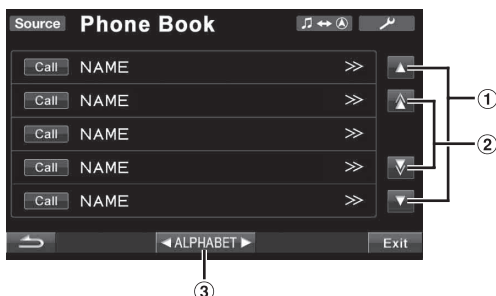 Source Phone Book
Call NAME >>
Call NAME >>
Call NAME >>
Call NAME >>
Call NAME >>
◄ ALPHABET ► Exit
①
②
③